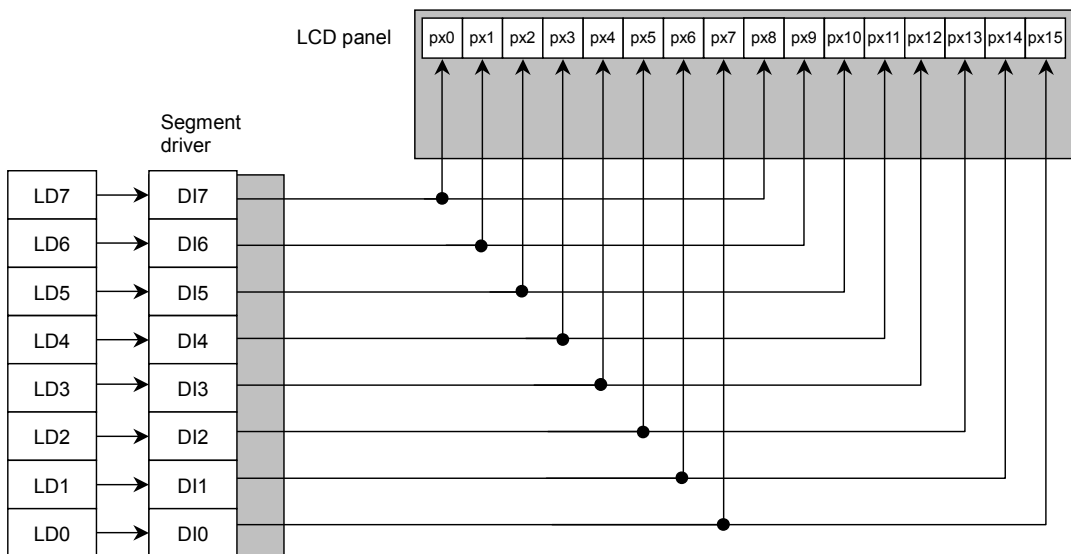 LCD panel
px0 px1 px2 px3 px4 px5 px6 px7 px8 px9 px10 px11 px12 px13 px14 px15
Segment
driver
LD7 DI7
LD6 DI6
LD5 DI5
LD4 DI4
LD3 DI3
LD2 DI2
LD1 DI1
LD0 DI0